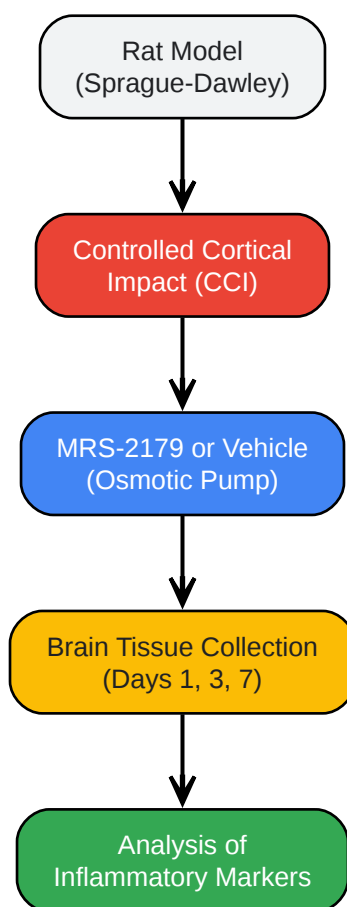 Rat Model
(Sprague-Dawley)
Controlled Cortical
Impact (CCI)
MRS-2179 or Vehicle
(Osmotic Pump)
Brain Tissue Collection
(Days 1, 3, 7)
Analysis of
Inflammatory Markers